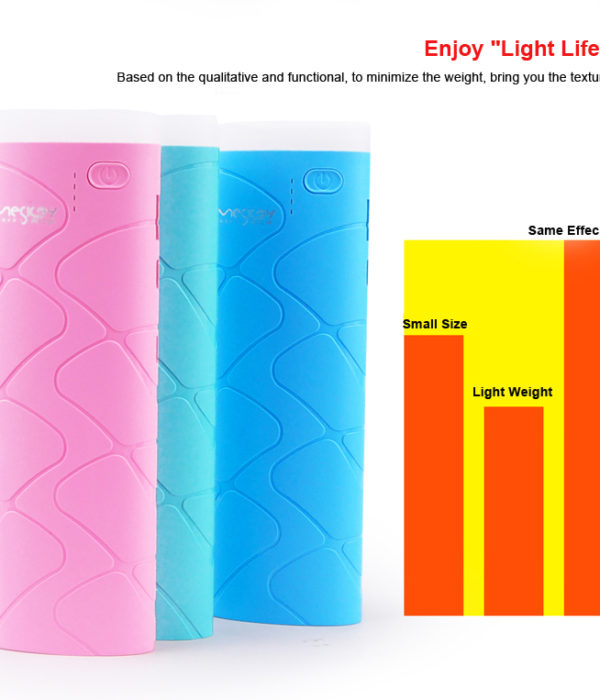 Enjoy "Light Life
Based on the qualitative and functional, to minimize the weight, bring you the textu
Same Effec
Small Size
Light Weight